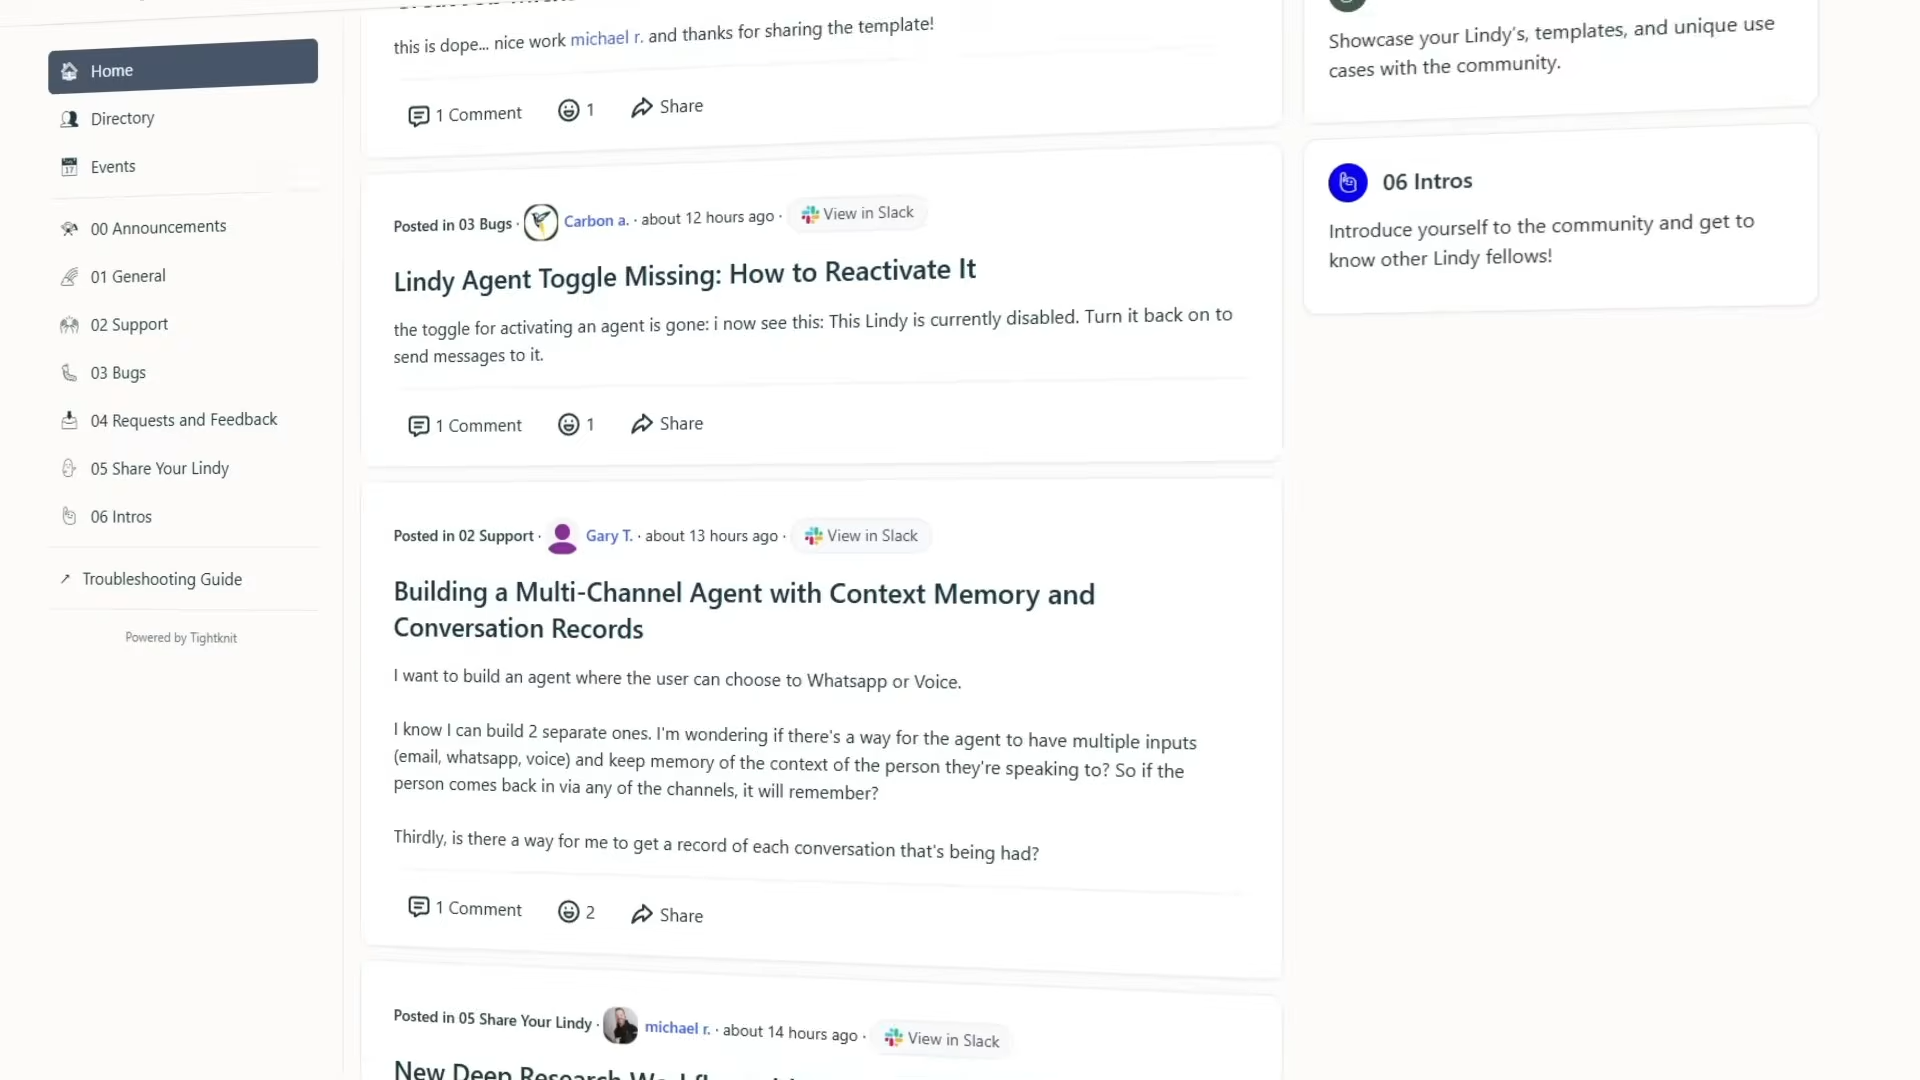 Home
Directory
Events
00 Announcements
01 General
02 Support
03 Bugs
04 Requests and Feedback
05 Share Your Lindy
06 Intros
Troubleshooting Guide
Powered by Tightknit
this is dope... nice work michael r. and thanks for sharing the template!
1 Comment 1 Share
Posted in 03 Bugs · Carbon a. · about 12 hours ago · View in Slack
Lindy Agent Toggle Missing: How to Reactivate It
the toggle for activating an agent is gone: i now see this: This Lindy is currently disabled. Turn it back on to
send messages to it.
1 Comment 1 Share
Posted in 02 Support · Gary T. · about 13 hours ago · View in Slack
Building a Multi-Channel Agent with Context Memory and
Conversation Records
I want to build an agent where the user can choose to Whatsapp or Voice.
I know I can build 2 separate ones. I'm wondering if there's a way for the agent to have multiple inputs
(email, whatsapp, voice) and keep memory of the context of the person they're speaking to? So if the
person comes back in via any of the channels, it will remember?
Thirdly, is there a way for me to get a record of each conversation that's being had?
1 Comment 2 Share
Posted in 05 Share Your Lindy · michael r. · about 14 hours ago · View in Slack
New Deep Research
Showcase your Lindy's, templates, and unique use
cases with the community.
06 Intros
Introduce yourself to the community and get to
know other Lindy fellows!